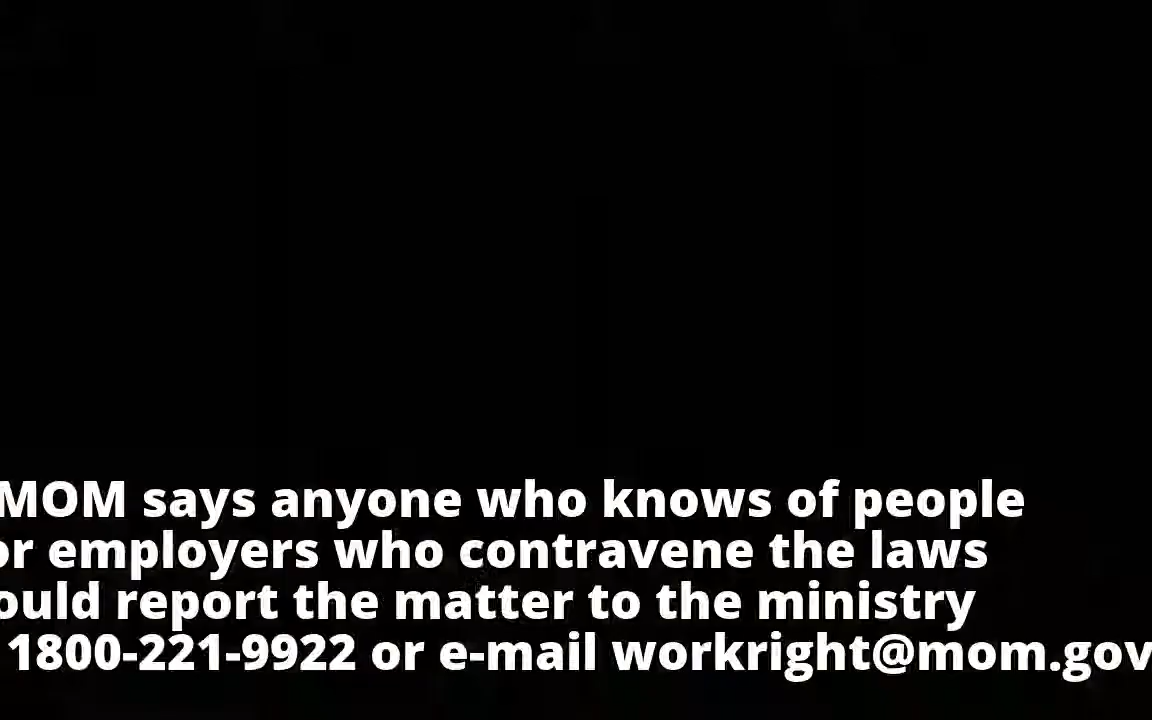 MOM says anyone who knows of people
or employers who contravene the laws
ould report the matter to the ministry
1800-221-9922 or e-mail workright@mom.gov